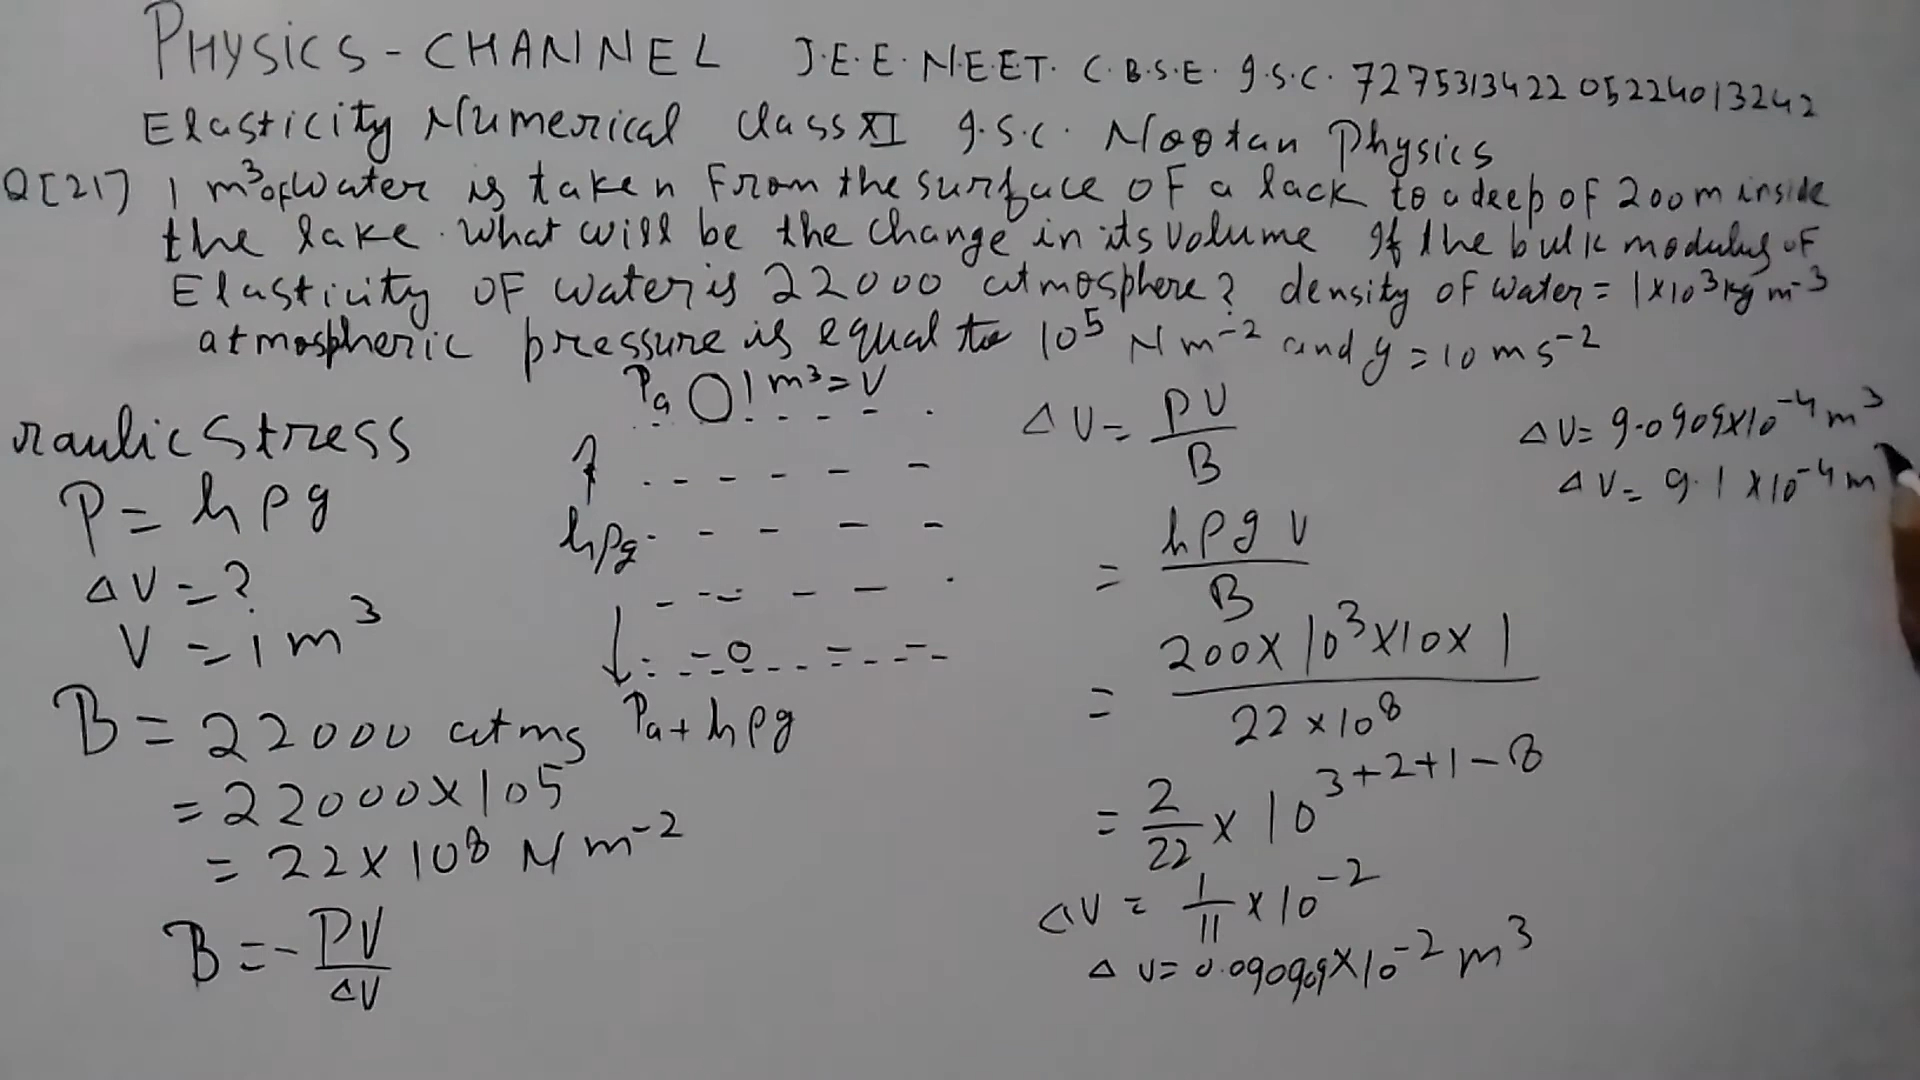 PHYSICS-CHANNEL J.E.E. N.E.E.T. C.B.S.E. I.S.C. 7275313422 05224013242
Elasticity Numerical class XI I.S.C. Nootan Physics
Q[21] 1 m³ of water is taken from the surface of a lack to a deep of 200 m inside
the lake. What will be the change in its volume If the bulk modulus of
Elasticity of water is 22000 atmosphere? density of water = 1×10³ kg m⁻³
atmospheric pressure is equal to 10⁵ N m⁻² and g = 10 m s⁻²
raulic Stress
P = hρg
ΔV = ?
V = 1 m³
B = 22000 atms
= 22000×10⁵
= 22×10⁸ N m⁻²
B = - PV/ΔV
Pa 1 m³ = V
hρg
Pa + hρg
ΔV = PV/B
= hρg V/B
= 200×10³×10×1/22×10⁸
= 2/22 × 10³⁺²⁺¹⁻⁸
ΔV = 1/11 × 10⁻²
ΔV = 0.090909×10⁻² m³
ΔV = 9.0909×10⁻⁴ m³
ΔV = 9.1 ×10⁻⁴ m